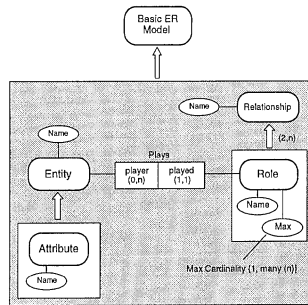 Basic ER
Model
Name
Relationship
Name
(2,n)
Plays
Entity
player
(0,n)
played
(1,1)
Role
Name
Max
Attribute
Name
Max Cardinality {1, many (n)}